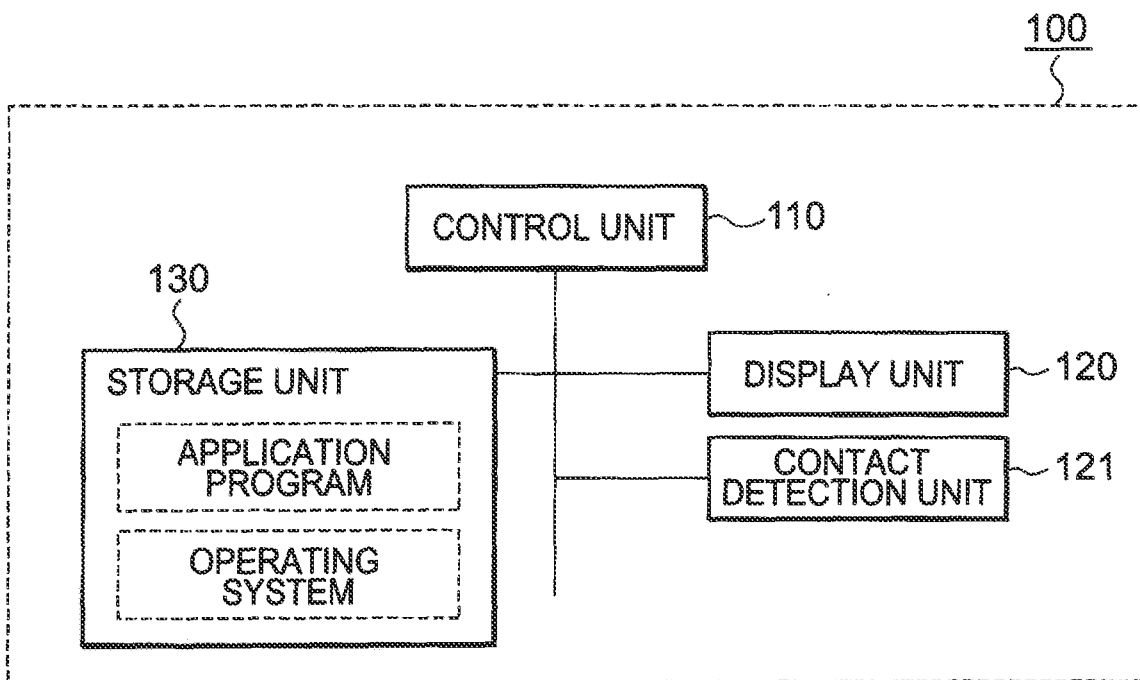 100
CONTROL UNIT
110
130
STORAGE UNIT
APPLICATION
PROGRAM
OPERATING
SYSTEM
DISPLAY UNIT
120
CONTACT
DETECTION UNIT
121